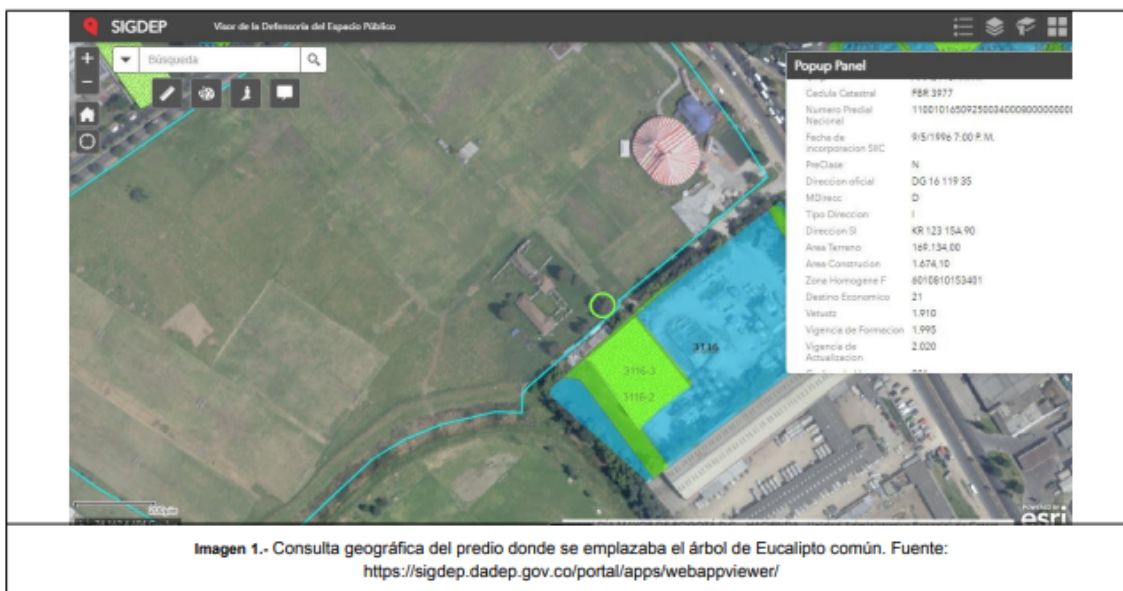 SIGDEP
Visor de la Defensoría del Espacio Público
Búsqueda
Popup Panel
Cedula Catastral FBR 3977
Numero Predial
Nacional
Fecha de
incorporacion SIIC
9/5/1996 7:00 P. M.
PreClase N
Direccion oficial DG 16 119 35
MDirecc D
Tipo Direccion I
Direccion SI KR 123 15A 90
Area Terreno 169.134,00
Area Construcion 1.674,10
Zona Homogene F 6010810153401
Destino Economico 21
Vetustz 1.910
Vigencia de Formacion 1.995
Vigencia de
Actualizacion
2.020
3116
3116-3
3116-2
POWERED BY
esri
Imagen 1.- Consulta geográfica del predio donde se emplazaba el árbol de Eucalipto común. Fuente:
https://sigdep.dadep.gov.co/portal/apps/webappviewer/